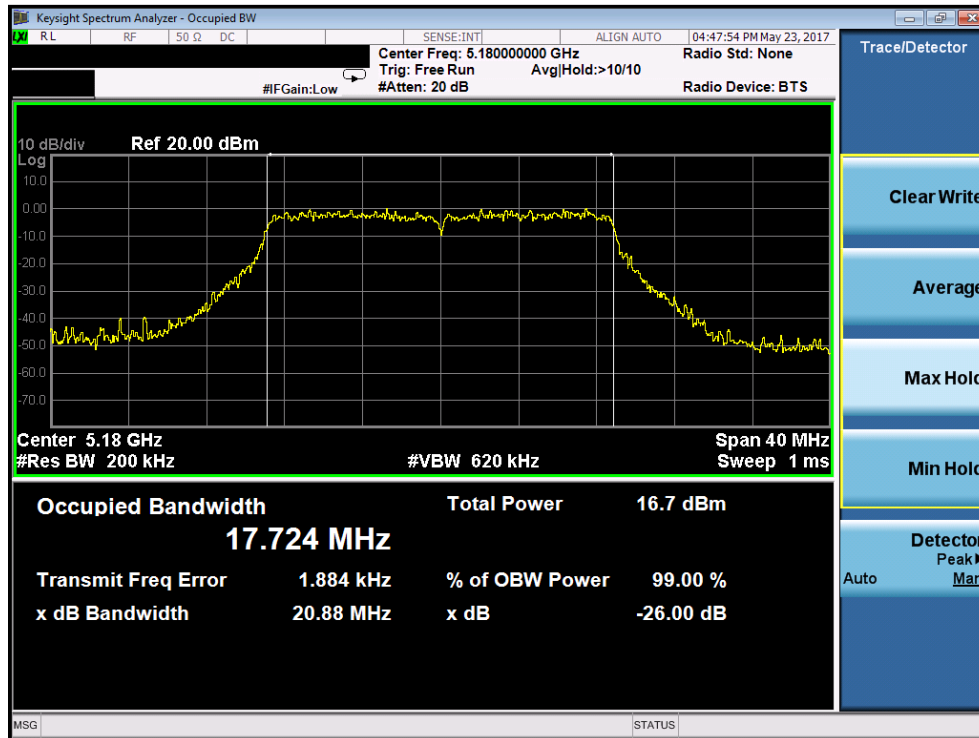 Keysight Spectrum Analyzer - Occupied BW
LXI RL RF 50 Ω DC SENSE:INT ALIGN AUTO 04:47:54 PM May 23, 2017
Center Freq: 5.180000000 GHz Radio Std: None
Trig: Free Run Avg|Hold:>10/10
#IFGain:Low #Atten: 20 dB Radio Device: BTS
Trace/Detector
10 dB/div Ref 20.00 dBm
Log
10.0
0.00
-10.0
-20.0
-30.0
-40.0
-50.0
-60.0
-70.0
Center 5.18 GHz Span 40 MHz
#Res BW 200 kHz #VBW 620 kHz Sweep 1 ms
Occupied Bandwidth Total Power 16.7 dBm
17.724 MHz
Transmit Freq Error 1.884 kHz % of OBW Power 99.00 %
x dB Bandwidth 20.88 MHz x dB -26.00 dB
Clear Write
Average
Max Hold
Min Hold
Detector
Peak
Auto Man
MSG STATUS